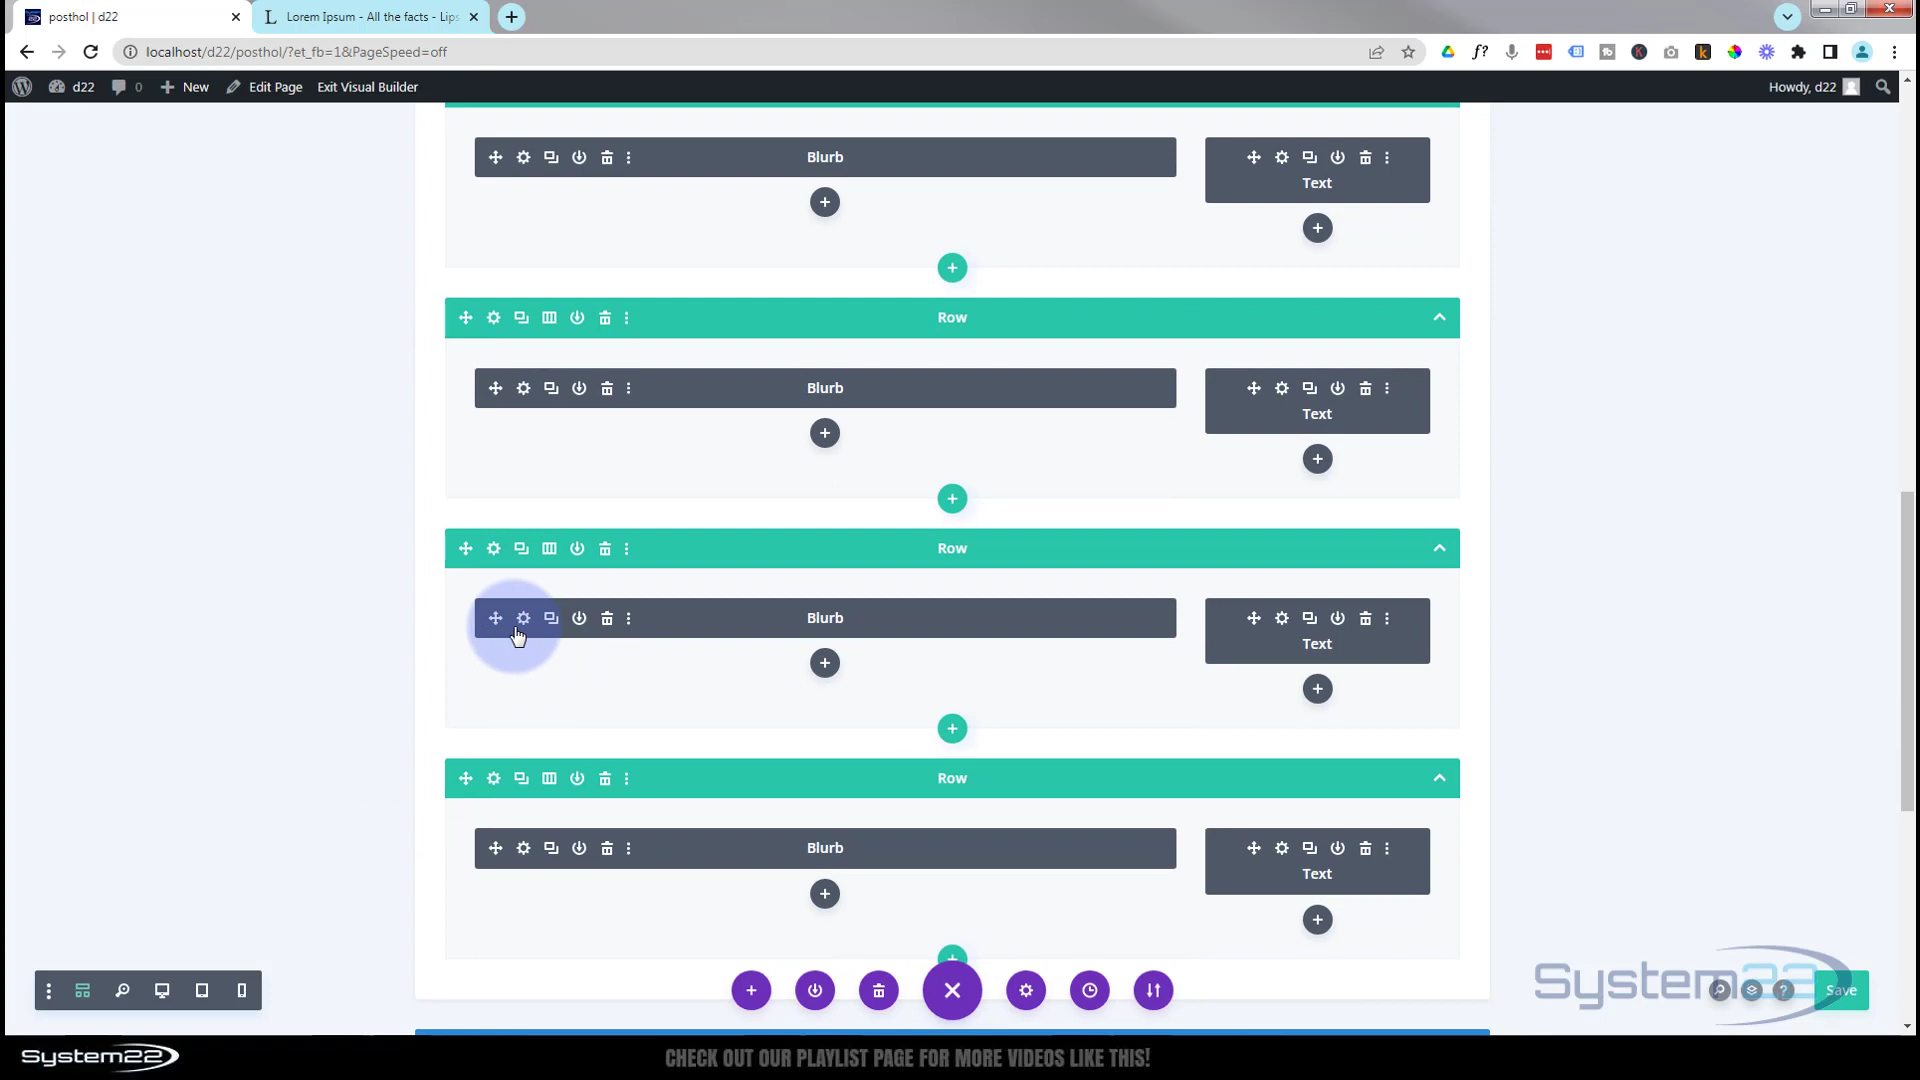 posthol | d22
Lorem Ipsum - All the facts - Lips
localhost/d22/posthol/?et_fb=1&PageSpeed=off
d22
0
New
Edit Page
Exit Visual Builder
Howdy, d22
Blurb
Text
Row
Blurb
Text
Row
Blurb
Text
Row
Blurb
Text
System22
Save
System22
CHECK OUT OUR PLAYLIST PAGE FOR MORE VIDEOS LIKE THIS!